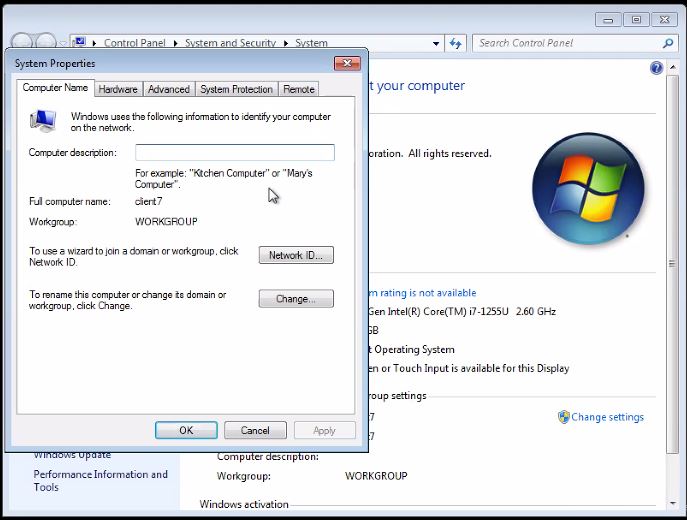 Control Panel ▸ System and Security ▸ System
Search Control Panel
System Properties
Computer Name
Hardware
Advanced
System Protection
Remote
Windows uses the following information to identify your computer
on the network.
Computer description:
For example: "Kitchen Computer" or "Mary's
Computer".
Full computer name: client7
Workgroup: WORKGROUP
To use a wizard to join a domain or workgroup, click
Network ID.
Network ID...
To rename this computer or change its domain or
workgroup, click Change.
Change...
OK
Cancel
Apply
t your computer
oration. All rights reserved.
m rating is not available
Gen Intel(R) Core(TM) i7-1255U 2.60 GHz
GB
t Operating System
en or Touch Input is available for this Display
roup settings
7
Change settings
7
Computer description:
Workgroup: WORKGROUP
Windows activation
Windows Update
Performance Information and
Tools